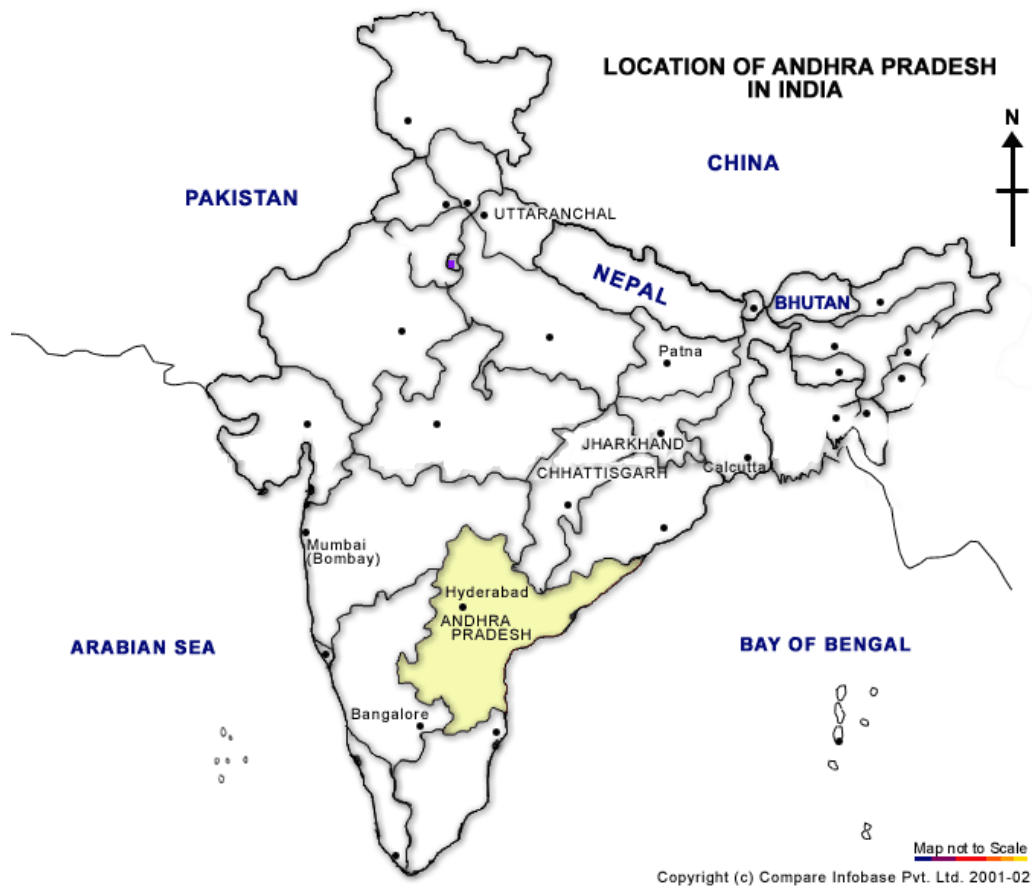 LOCATION OF ANDHRA PRADESH
IN INDIA
N
CHINA
PAKISTAN
UTTARANCHAL
NEPAL
BHUTAN
Patna
JHARKHAND
CHHATTISGARH
Calcutta
Mumbai
(Bombay)
Hyderabad
ANDHRA
PRADESH
ARABIAN SEA
BAY OF BENGAL
Bangalore
Map not to Scale
Copyright (c) Compare Infobase Pvt. Ltd. 2001-02